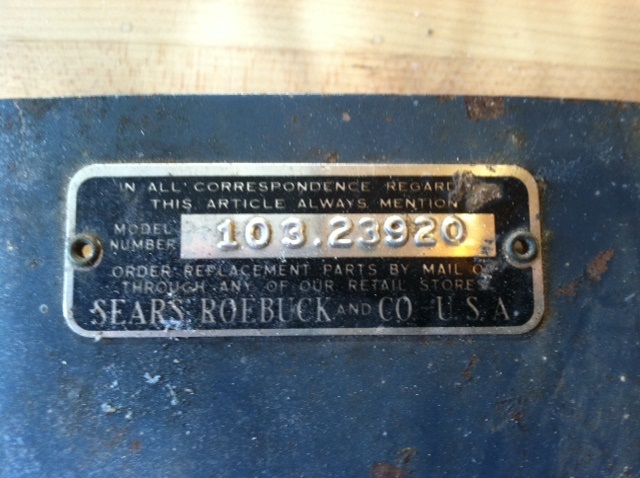 IN ALL CORRESPONDENCE
THIS ARTICLE ALWAYS MENTION
MODEL
NUMBER 103.23920
ORDER REPLACEMENT PARTS BY MAIL
THROUGH ANY OF OUR RETAIL STORES
SEARS, ROEBUCK AND CO U.S.A.